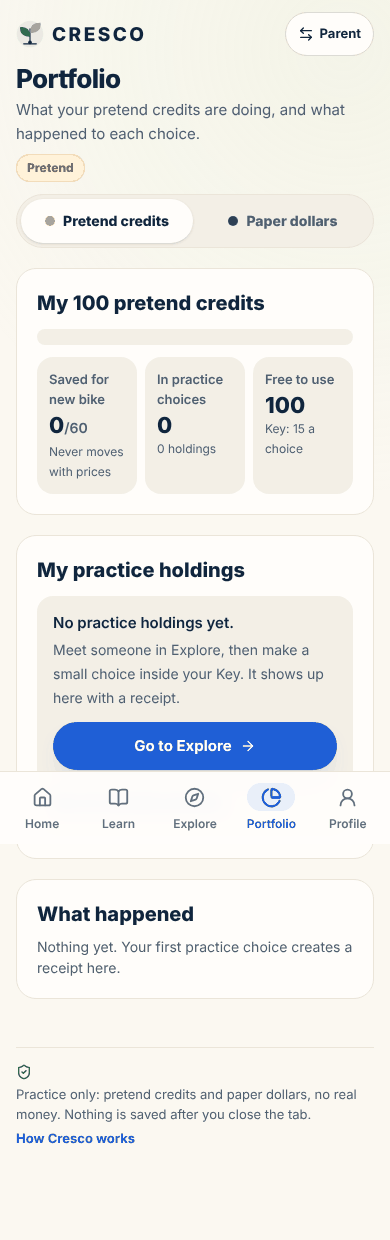 CRESCO
Parent
Portfolio
What your pretend credits are doing, and what
happened to each choice.
Pretend
Pretend credits
Paper dollars
My 100 pretend credits
Saved for
new bike
0/60
Never moves
with prices
In practice
choices
0
0 holdings
Free to use
100
Key: 15 a
choice
My practice holdings
No practice holdings yet.
Meet someone in Explore, then make a
small choice inside your Key. It shows up
here with a receipt.
Go to Explore
Home
Learn
Explore
Portfolio
Profile
What happened
Nothing yet. Your first practice choice creates a
receipt here.
Practice only: pretend credits and paper dollars, no real
money. Nothing is saved after you close the tab.
How Cresco works